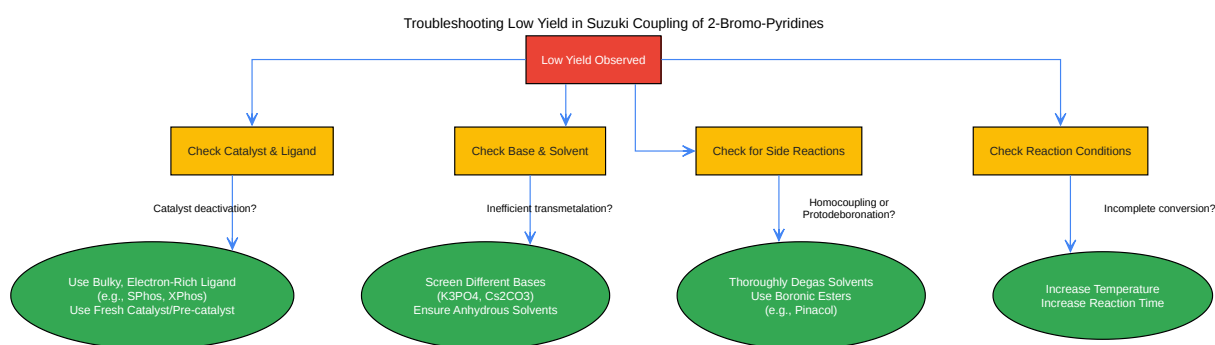 Troubleshooting Low Yield in Suzuki Coupling of 2-Bromo-Pyridines
Low Yield Observed
Check Catalyst & Ligand
Check Base & Solvent
Check for Side Reactions
Check Reaction Conditions
Catalyst deactivation?
Inefficient transmetalation?
Homocoupling or
Protodeboronation?
Incomplete conversion?
Use Bulky, Electron-Rich Ligand
(e.g., SPhos, XPhos)
Use Fresh Catalyst/Pre-catalyst
Screen Different Bases
(K3PO4, Cs2CO3)
Ensure Anhydrous Solvents
Thoroughly Degas Solvents
Use Boronic Esters
(e.g., Pinacol)
Increase Temperature
Increase Reaction Time